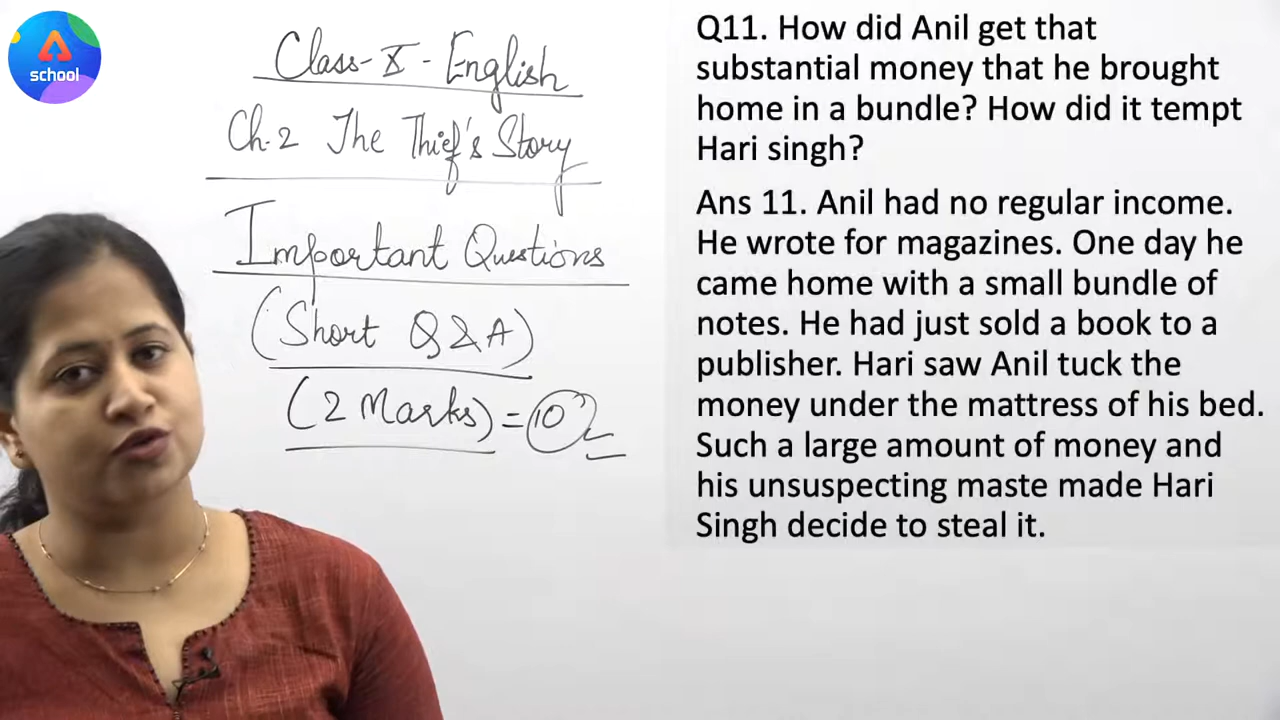 A
school
Class-X - English
Ch.2 The Thief's Story
Important Questions
(Short Q & A)
(2 Marks) = 10
Q11. How did Anil get that
substantial money that he brought
home in a bundle? How did it tempt
Hari singh?
Ans 11. Anil had no regular income.
He wrote for magazines. One day he
came home with a small bundle of
notes. He had just sold a book to a
publisher. Hari saw Anil tuck the
money under the mattress of his bed.
Such a large amount of money and
his unsuspecting maste made Hari
Singh decide to steal it.